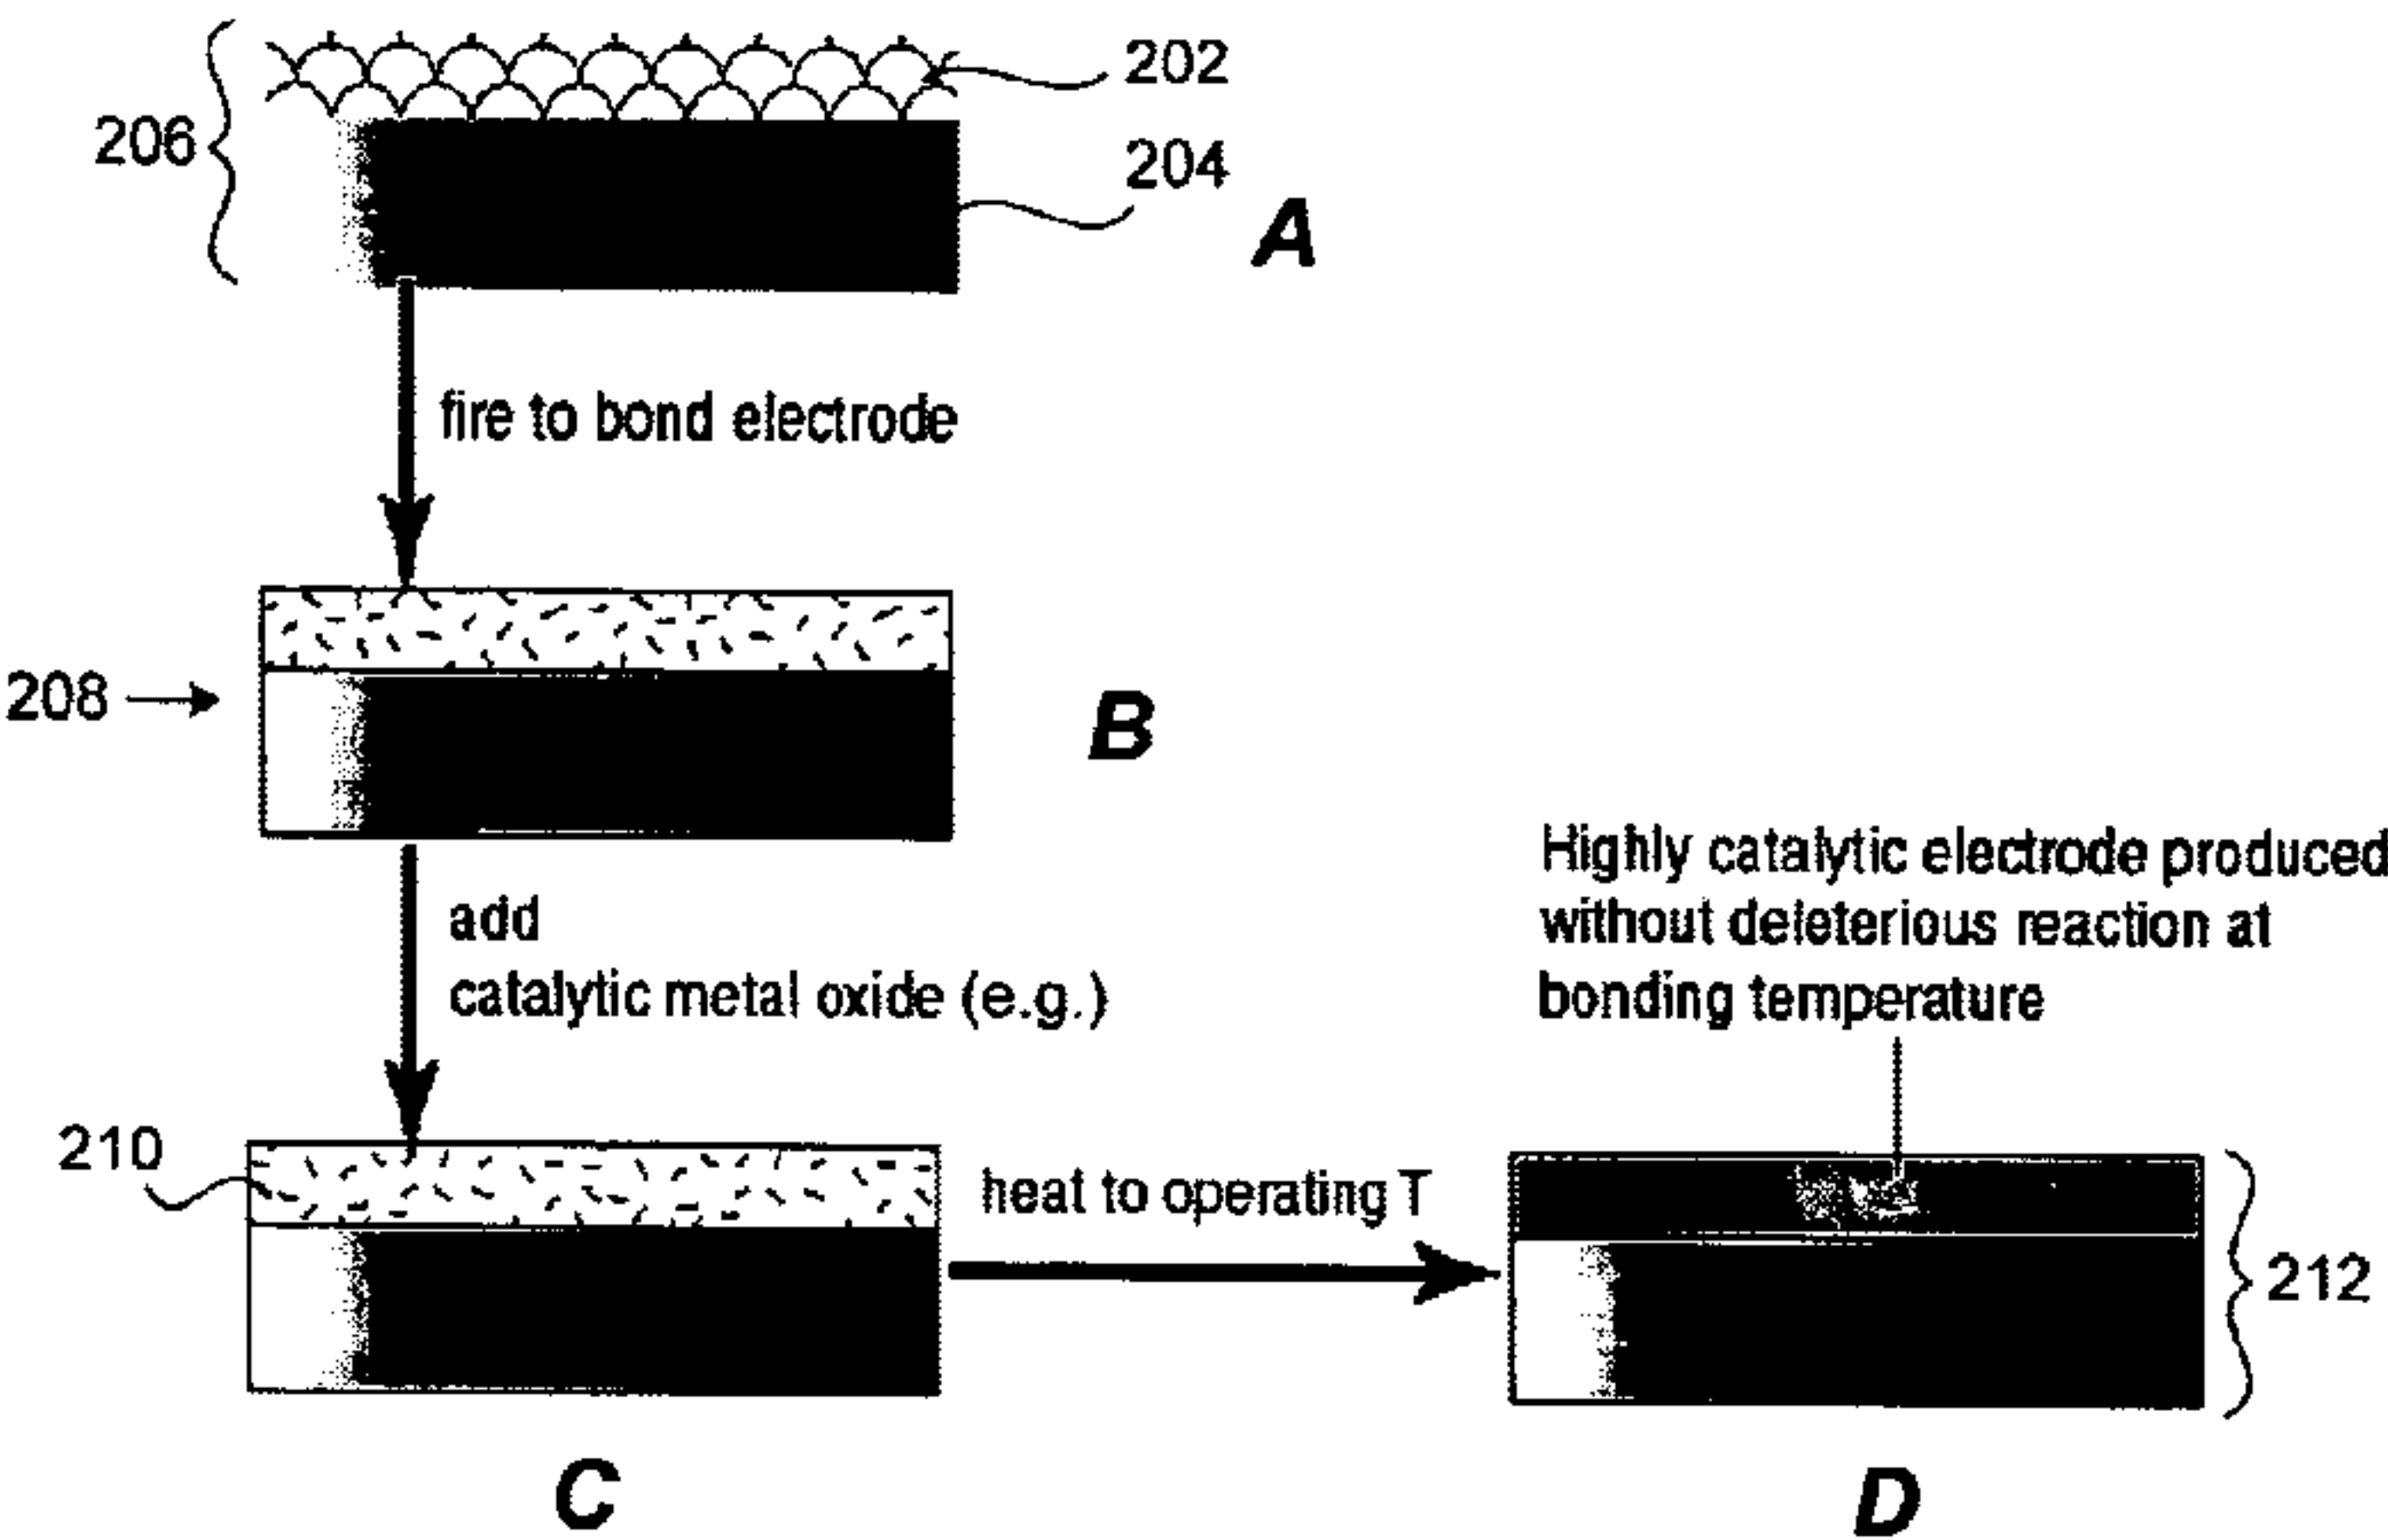 202
206
204
A
fire to bond electrode
208
B
add
catalytic metal oxide (e.g.)
Highly catalytic electrode produced
without deleterious reaction at
bonding temperature
210
heat to operating T
212
C
D